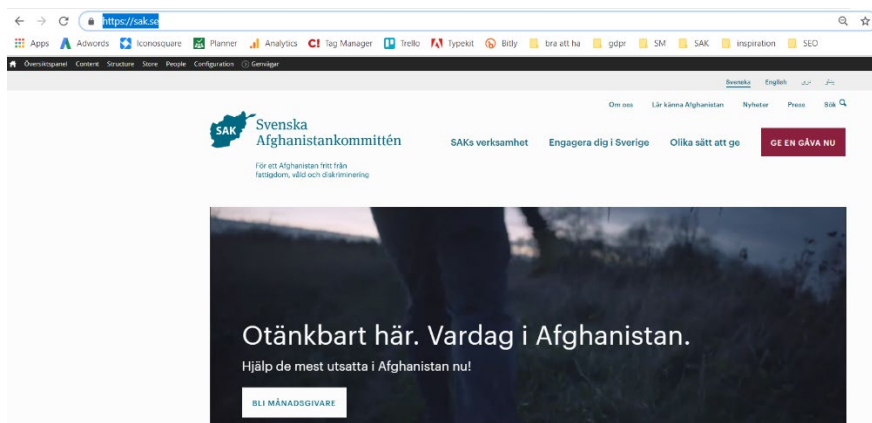 https://sak.se
Apps Adwords Iconosquare Planner Analytics Tag Manager Trello Typekit Bitly bra att ha gdpr SM SAK inspiration SEO
Översiktspanel Content Structure Store People Configuration Genvägar
Svenska English دری پښتو
Om oss Lär känna Afghanistan Nyheter Press Sök
SAK
Svenska
Afghanistankommittén
För ett Afghanistan fritt från
fattigdom, våld och diskriminering
SAKs verksamhet Engagera dig i Sverige Olika sätt att ge GE EN GÅVA NU
Otänkbart här. Vardag i Afghanistan.
Hjälp de mest utsatta i Afghanistan nu!
BLI MÅNADSGIVARE